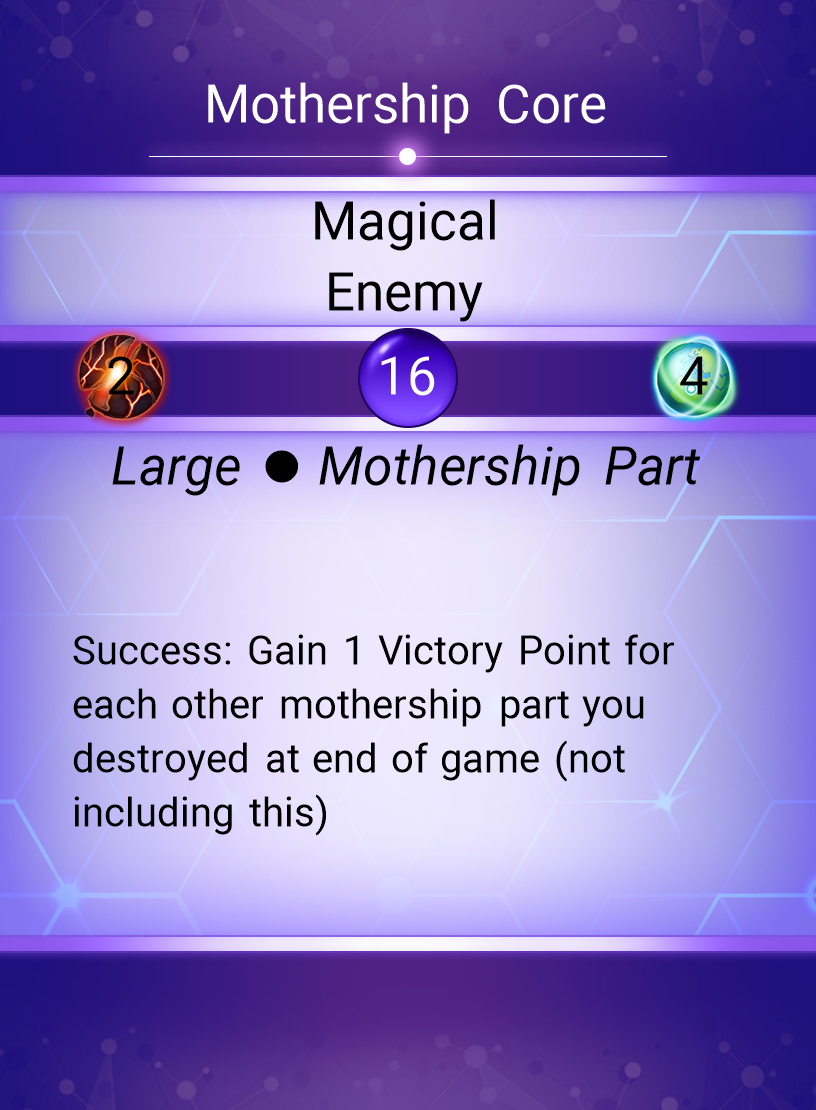 Mothership Core
Magical
Enemy
2 16 4
Large ● Mothership Part
Success: Gain 1 Victory Point for
each other mothership part you
destroyed at end of game (not
including this)